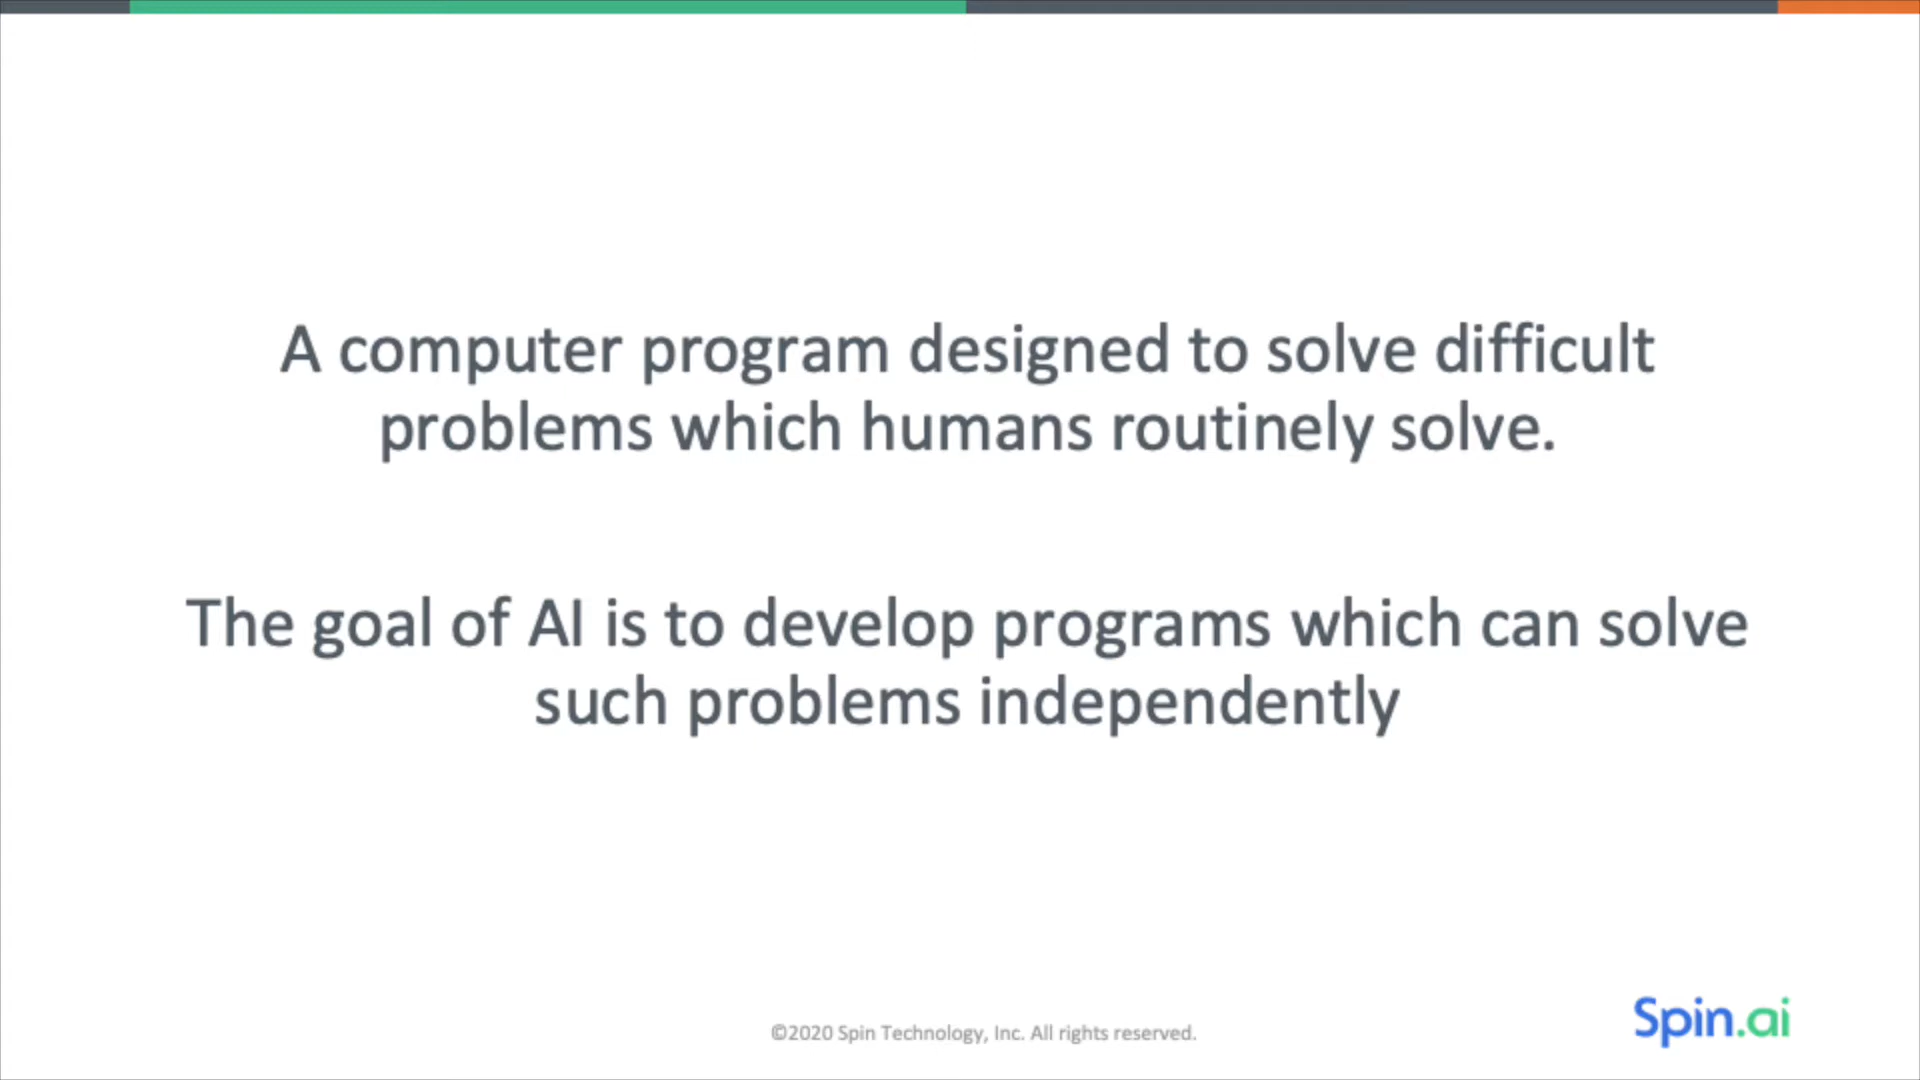 A computer program designed to solve difficult
problems which humans routinely solve.
The goal of AI is to develop programs which can solve
such problems independently
©2020 Spin Technology, Inc. All rights reserved.
Spin.ai